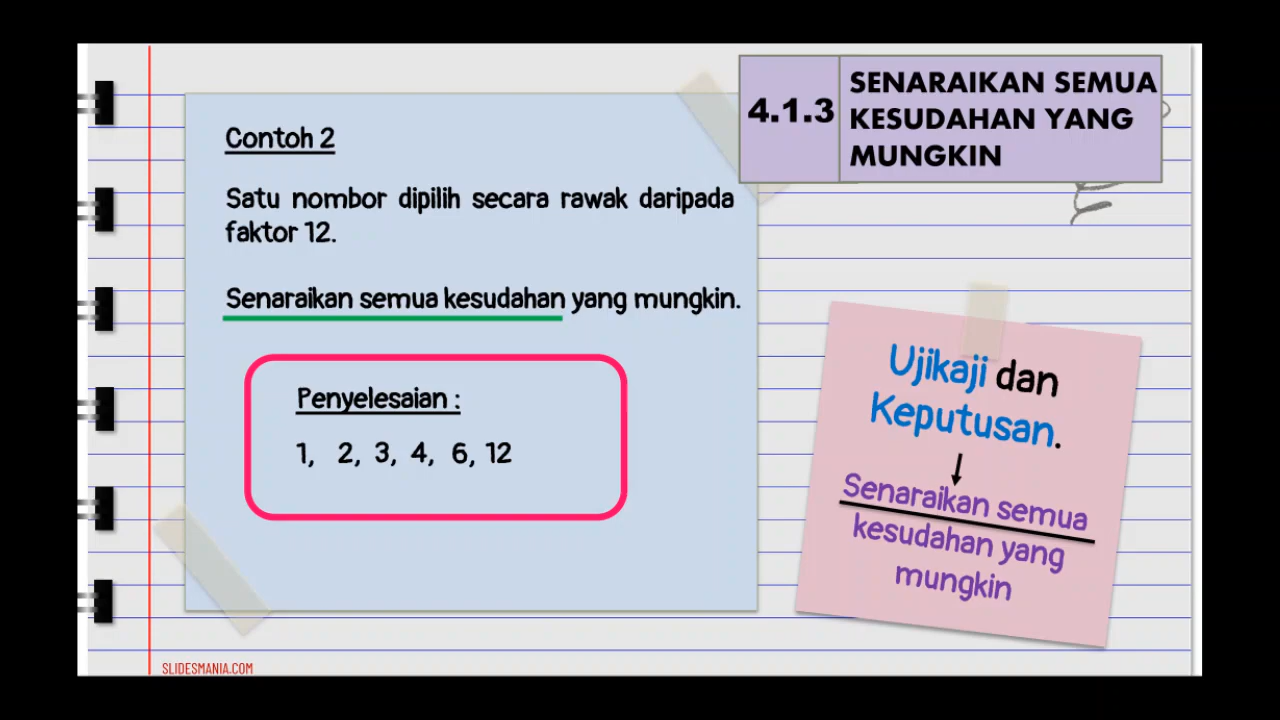 4.1.3
SENARAIKAN SEMUA
KESUDAHAN YANG
MUNGKIN
Contoh 2
Satu nombor dipilih secara rawak daripada
faktor 12.
Senaraikan semua kesudahan yang mungkin.
Penyelesaian :
1, 2, 3, 4, 6, 12
Ujikaji dan
Keputusan.
Senaraikan semua
kesudahan yang
mungkin
SLIDESMANIA.COM